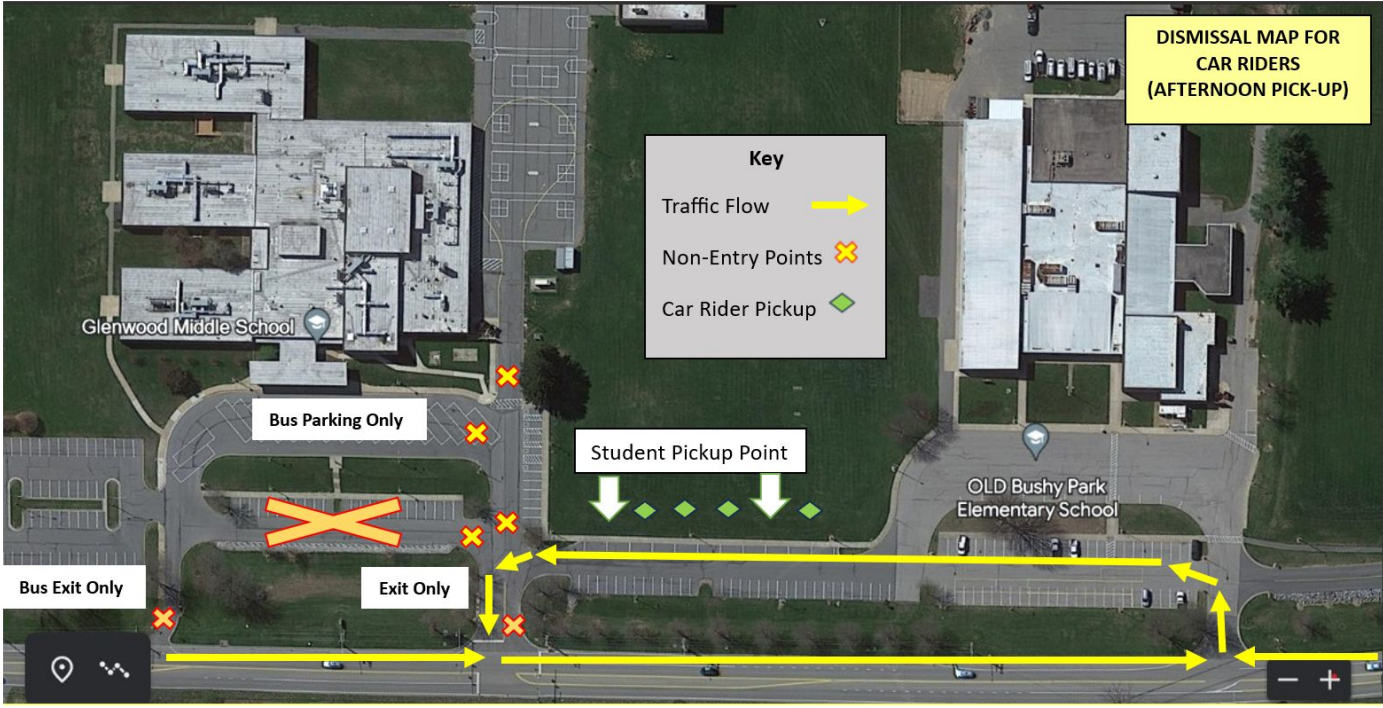 DISMISSAL MAP FOR
CAR RIDERS
(AFTERNOON PICK-UP)
Key
Traffic Flow
Non-Entry Points
Car Rider Pickup
Glenwood Middle School
Bus Parking Only
Student Pickup Point
OLD Bushy Park
Elementary School
Bus Exit Only
Exit Only